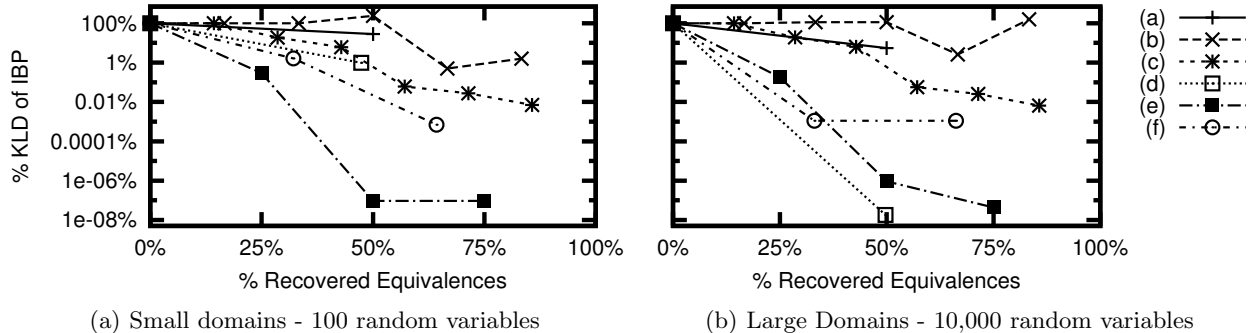 100%
1%
0.01%
0.0001%
1e-06%
1e-08%
% KLD of IBP
0% 25% 50% 75% 100%
% Recovered Equivalences
(a) Small domains - 100 random variables
0% 25% 50% 75% 100%
% Recovered Equivalences
(b) Large Domains - 10,000 random variables
(a)
(b)
(c)
(d)
(e)
(f)